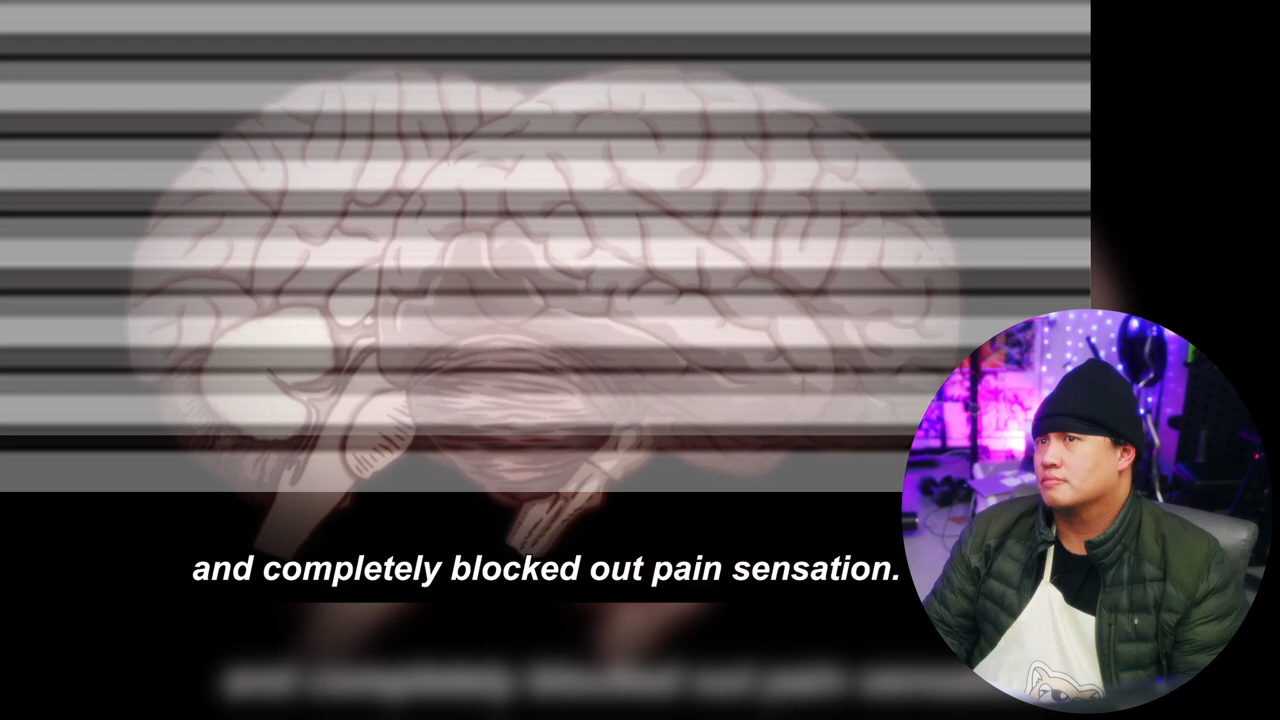 and completely blocked out pain sensation.